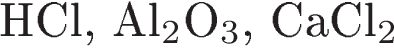 HCl, Al₂O₃, CaCl₂